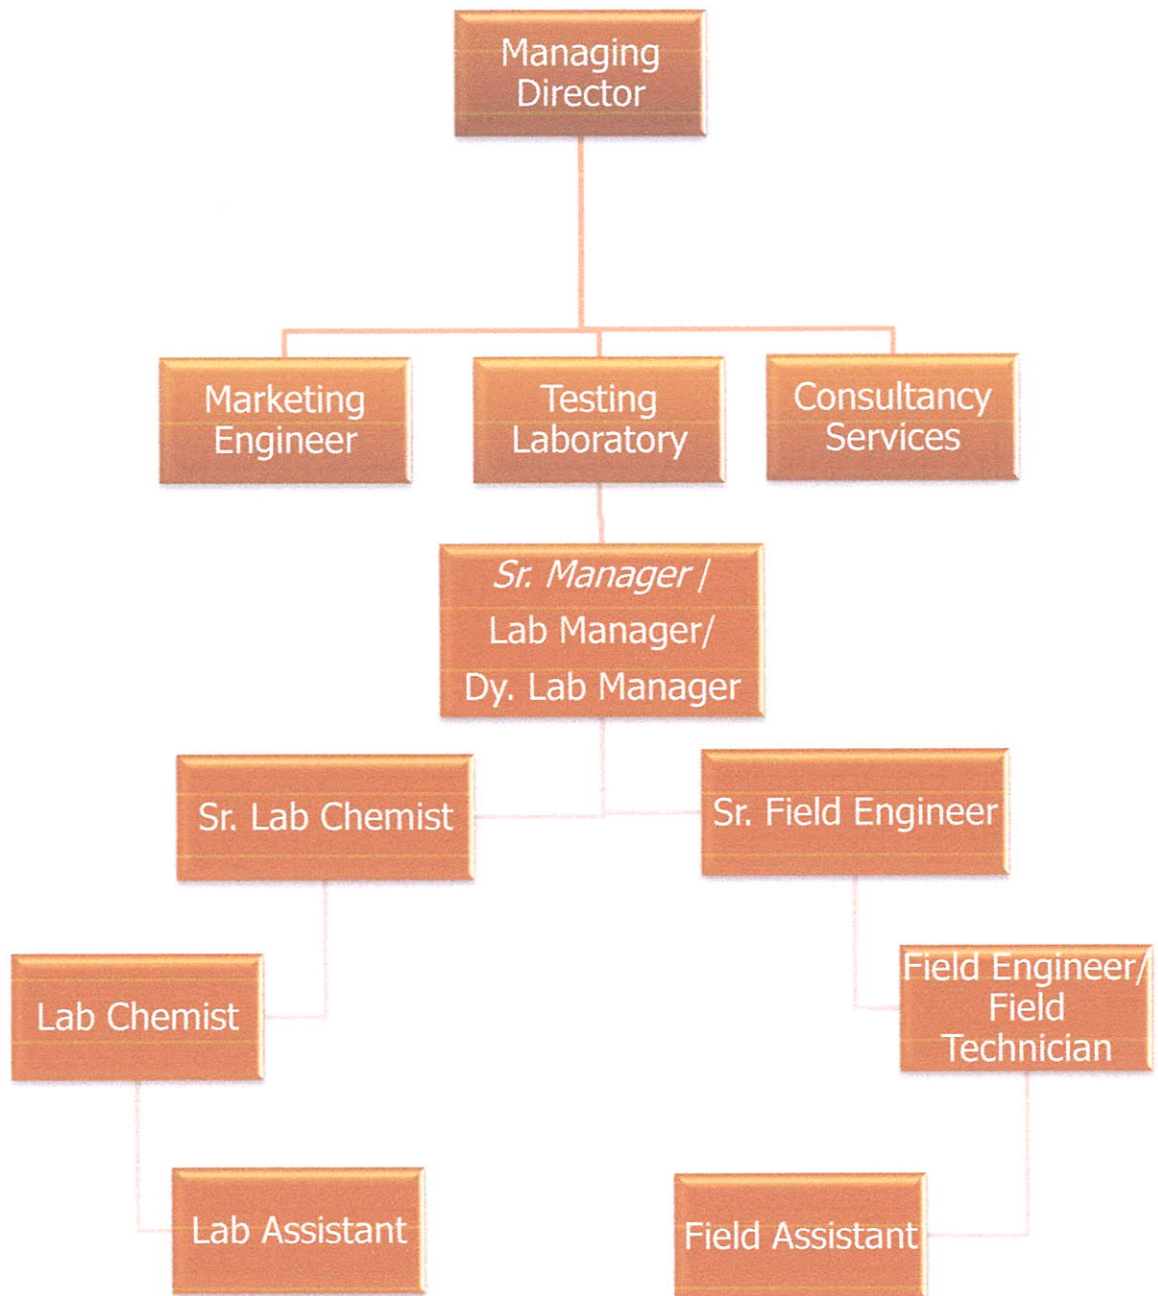 Managing
Director
Marketing
Engineer
Testing
Laboratory
Consultancy
Services
Sr. Manager /
Lab Manager/
Dy. Lab Manager
Sr. Lab Chemist
Sr. Field Engineer
Lab Chemist
Field Engineer/
Field
Technician
Lab Assistant
Field Assistant